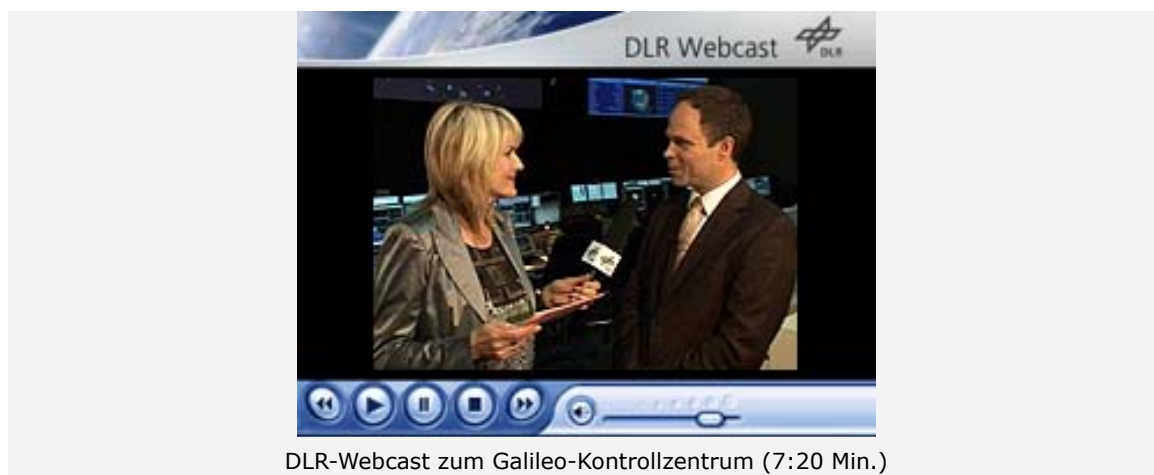 DLR Webcast
DLR
DLR-Webcast zum Galileo-Kontrollzentrum (7:20 Min.)